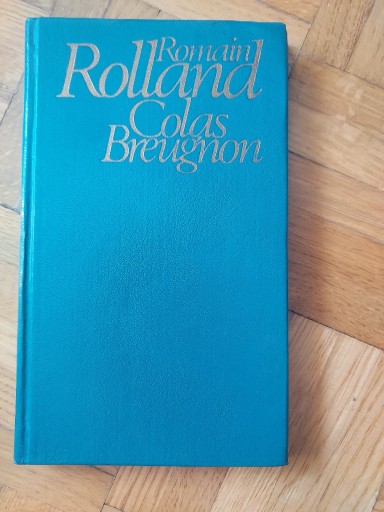 Romain
Rolland
Colas
Breugnon